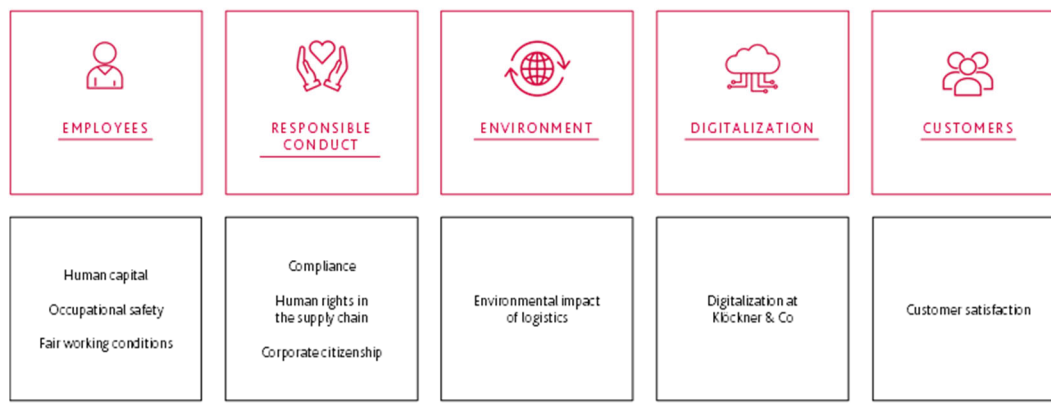 EMPLOYEES
RESPONSIBLE
CONDUCT
ENVIRONMENT
DIGITALIZATION
CUSTOMERS
Human capital
Occupational safety
Fair working conditions
Compliance
Human rights in
the supply chain
Corporate citizenship
Environmental impact
of logistics
Digitalization at
Klöckner & Co
Customer satisfaction